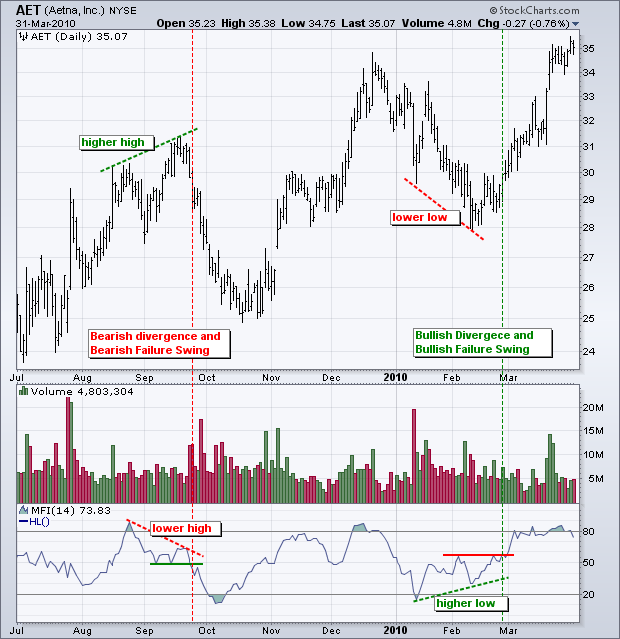 AET (Aetna, Inc.) NYSE
© StockCharts.com
31-Mar-2010
Open 35.23 High 35.38 Low 34.75 Last 35.07 Volume 4.8M Chg -0.27 (-0.76%)
AET (Daily) 35.07
35
34
33
32
31
30
29
28
27
26
25
24
higher high
lower low
Bearish divergence and
Bearish Failure Swing
Bullish Divergece and
Bullish Failure Swing
Jul Aug Sep Oct Nov Dec 2010 Feb Mar
Volume 4,803,304
20M
15M
10M
5M
MFI(14) 73.83
HL()
lower high
80
50
20
higher low
Jul Aug Sep Oct Nov Dec 2010 Feb Mar